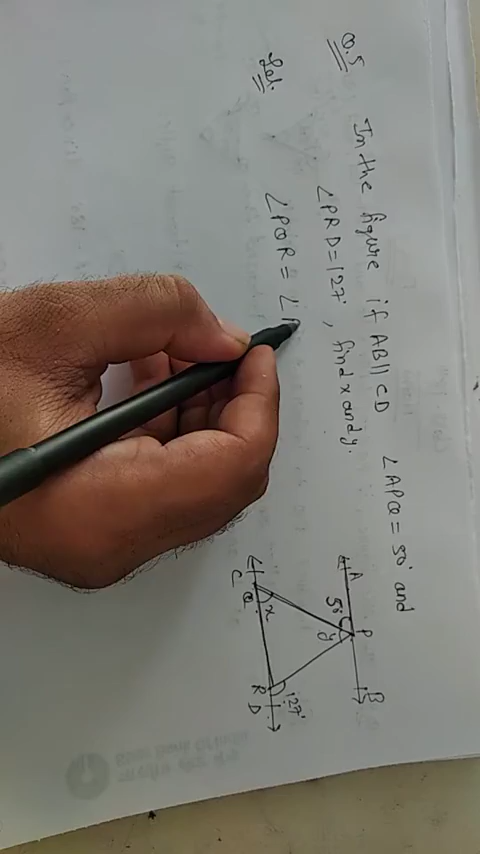 Q.5 In the figure if AB || CD ∠APQ = 50° and
∠PRD = 127°, find x and y.
Sol. ∠PQR = ∠
A P B
50° y
x 127°
C Q R D